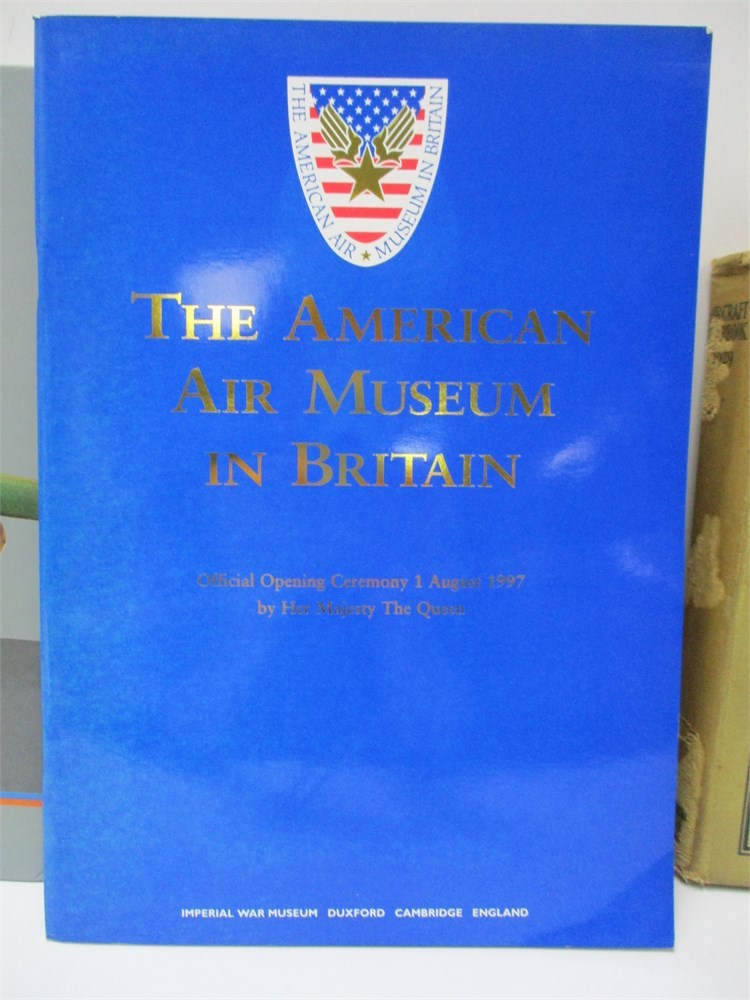 THE AMERICAN AIR ★ MUSEUM IN BRITAIN
THE AMERICAN
AIR MUSEUM
IN BRITAIN
Official Opening Ceremony 1 August 1997
by Her Majesty The Queen
IMPERIAL WAR MUSEUM DUXFORD CAMBRIDGE ENGLAND